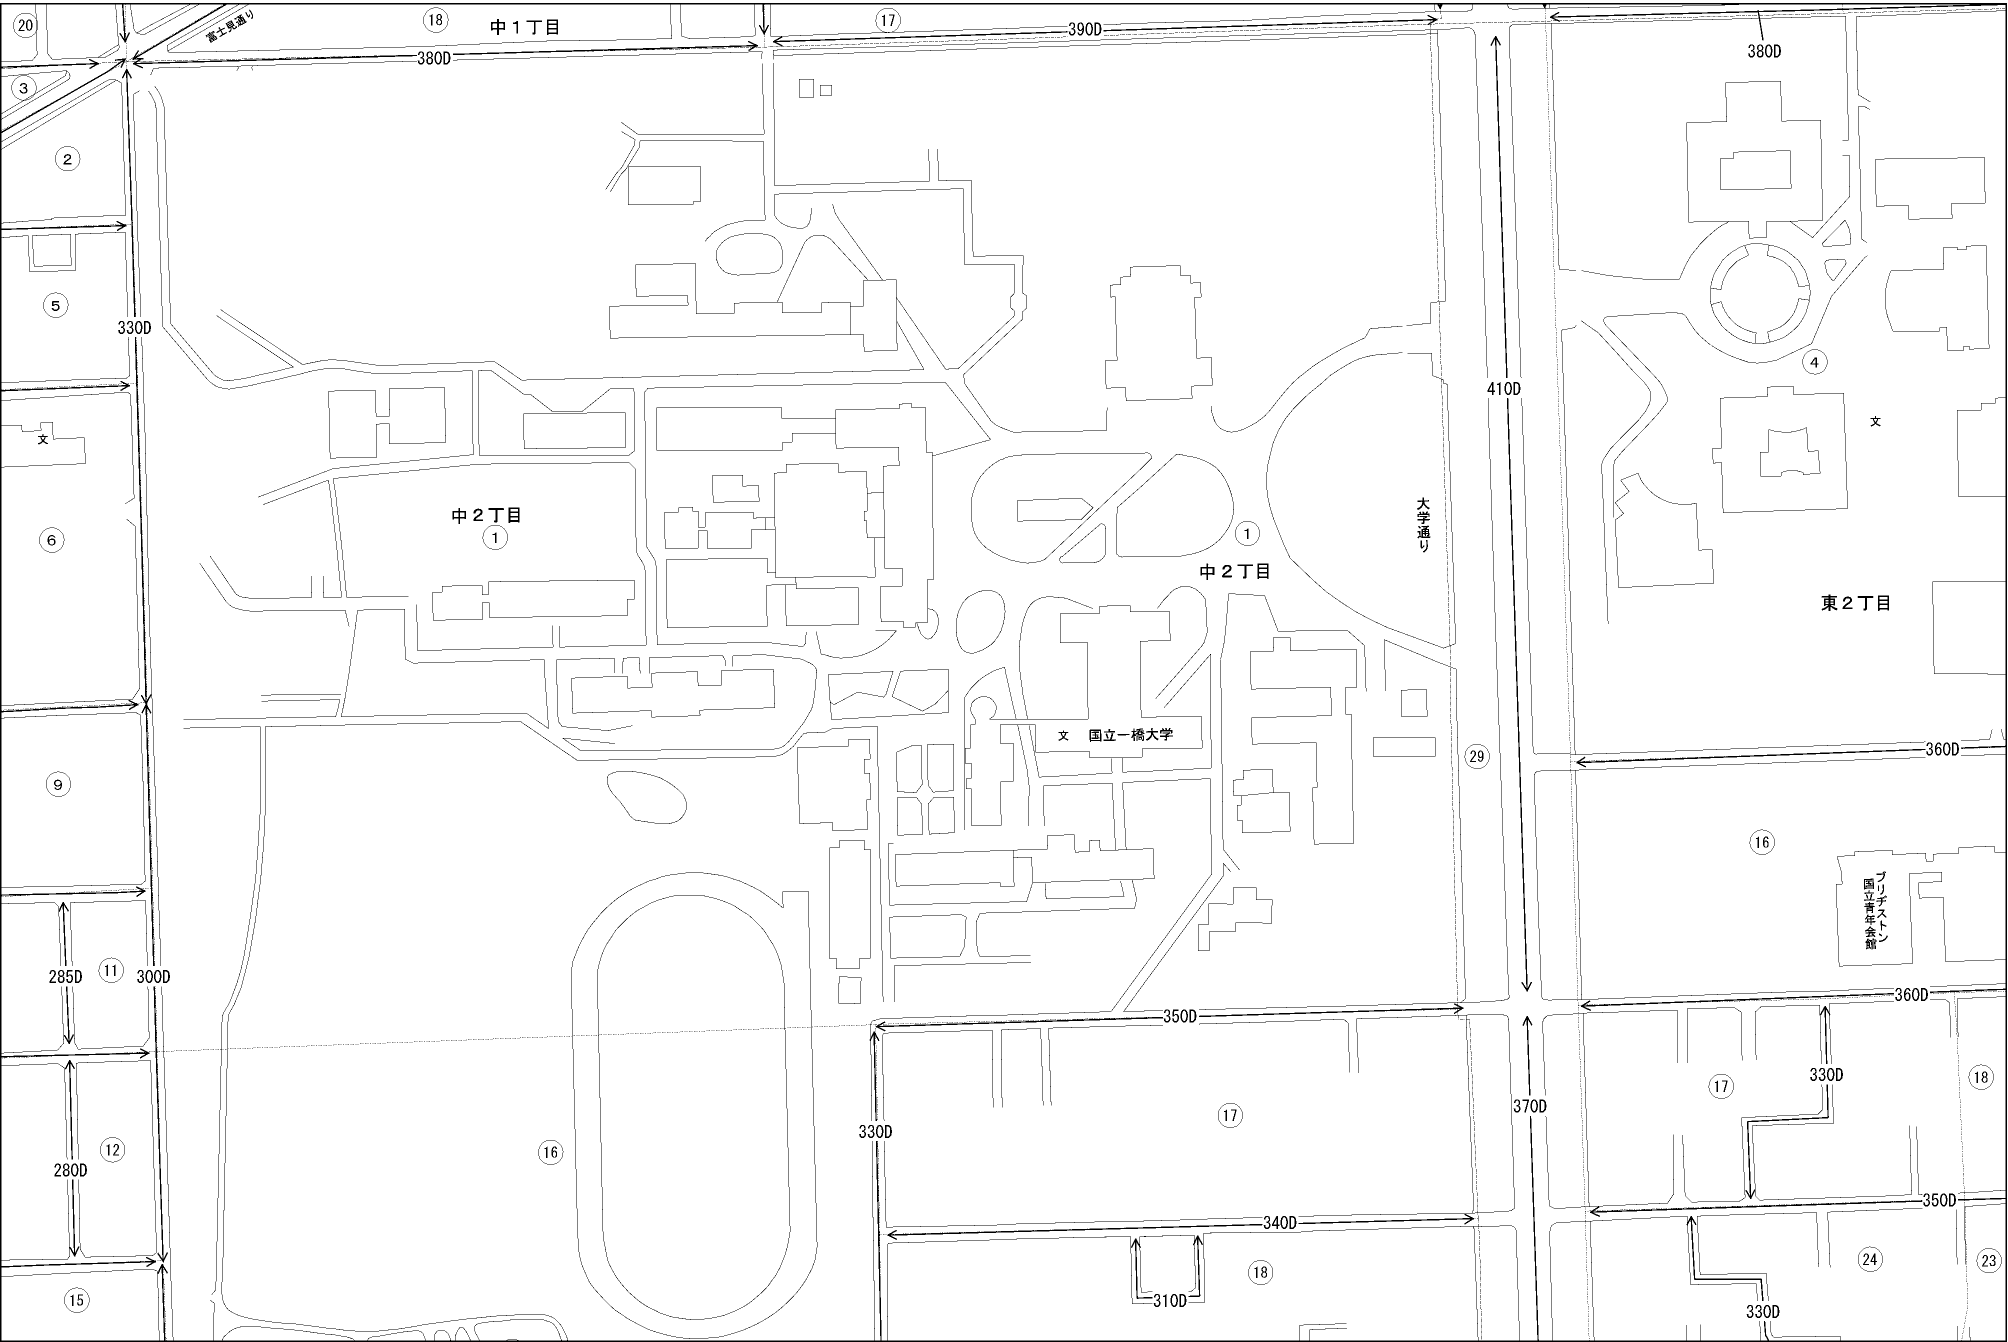 ⑳
富士見通り
⑱
中１丁目
⑰
390D
380D
380D
③
②
⑤
330D
④
410D
文
文
⑥
中２丁目
①
①
中２丁目
大学通り
東２丁目
文
国立一橋大学
㉙
360D
⑨
⑯
ブリヂストン
国立青年会館
285D
⑪
300D
350D
360D
330D
⑰
⑱
⑫
280D
⑯
330D
⑰
370D
350D
340D
⑱
310D
㉔
㉓
330D
⑮